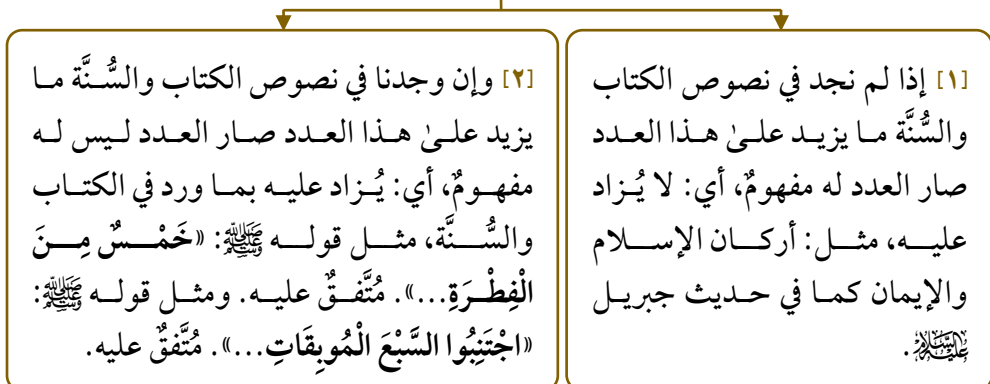 [١] إذا لم نجد في نصوص الكتاب
والسُّنَّة ما يزيد علىٰ هذا العدد
صار العدد له مفهومٌ، أي: لا يُزاد
عليه، مثل: أركان الإسلام
والإيمان كما في حديث جبريل
عَلَيْهِ السَّلَامُ.
[٢] وإن وجدنا في نصوص الكتاب والسُّنَّة ما
يزيد علىٰ هذا العدد صار العدد ليس له
مفهومٌ، أي: يُزاد عليه بما ورد في الكتاب
والسُّنَّة، مثل قوله ﷺ: «خَمْسٌ مِنَ
الْفِطْرَةِ...». مُتَّفقٌ عليه. ومثل قوله ﷺ:
«اجْتَنِبُوا السَّبْعَ الْمُوبِقَاتِ...». مُتَّفقٌ عليه.